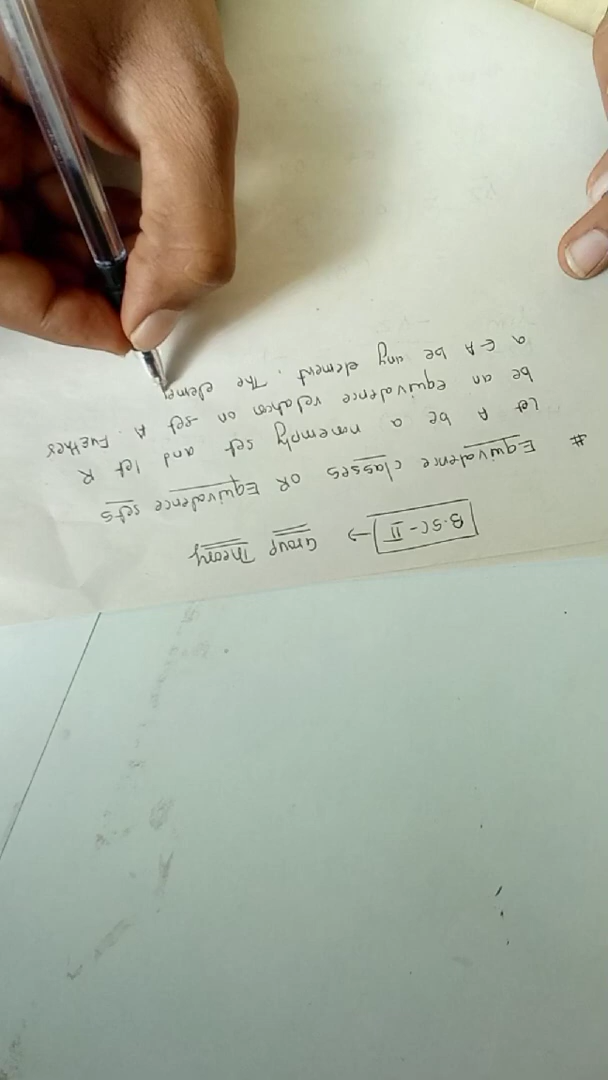 B.SC-II → Group Theory
# Equivalence classes OR Equivalence sets
Let A be a nonempty set and let R
be an equivalence relation on set A. Further
a ∈ A be any element. The elemen